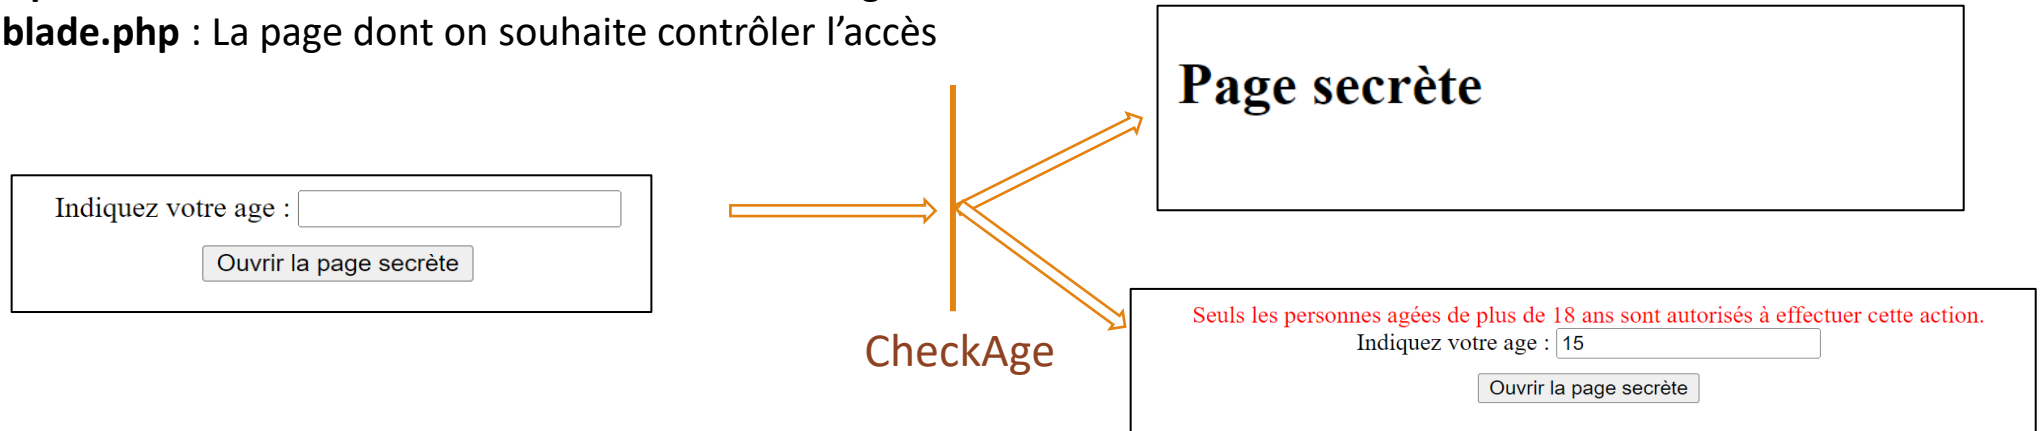 blade.php : La page dont on souhaite contrôler l’accès
Page secrète
Indiquez votre age :
Ouvrir la page secrète
CheckAge
Seuls les personnes agées de plus de 18 ans sont autorisés à effectuer cette action.
Indiquez votre age : 15
Ouvrir la page secrète